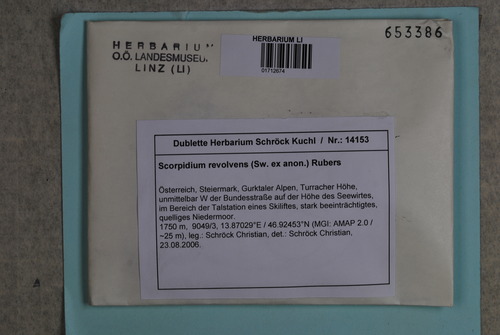 653386
HERBARIUM
O.Ö. LANDESMUSEU.
LINZ (LI)
HERBARIUM LI
01712674
Dublette Herbarium Schröck Kuchl / Nr.: 14153
Scorpidium revolvens (Sw. ex anon.) Rubers
Österreich, Steiermark, Gurktaler Alpen, Turracher Höhe,
unmittelbar W der Bundesstraße auf der Höhe des Seewirtes,
im Bereich der Talstation eines Skiliftes, stark beeinträchtigtes,
quelliges Niedermoor.
1750 m, 9049/3, 13.87029°E / 46.92453°N (MGI: AMAP 2.0 /
~25 m), leg.: Schröck Christian, det.: Schröck Christian,
23.08.2006.